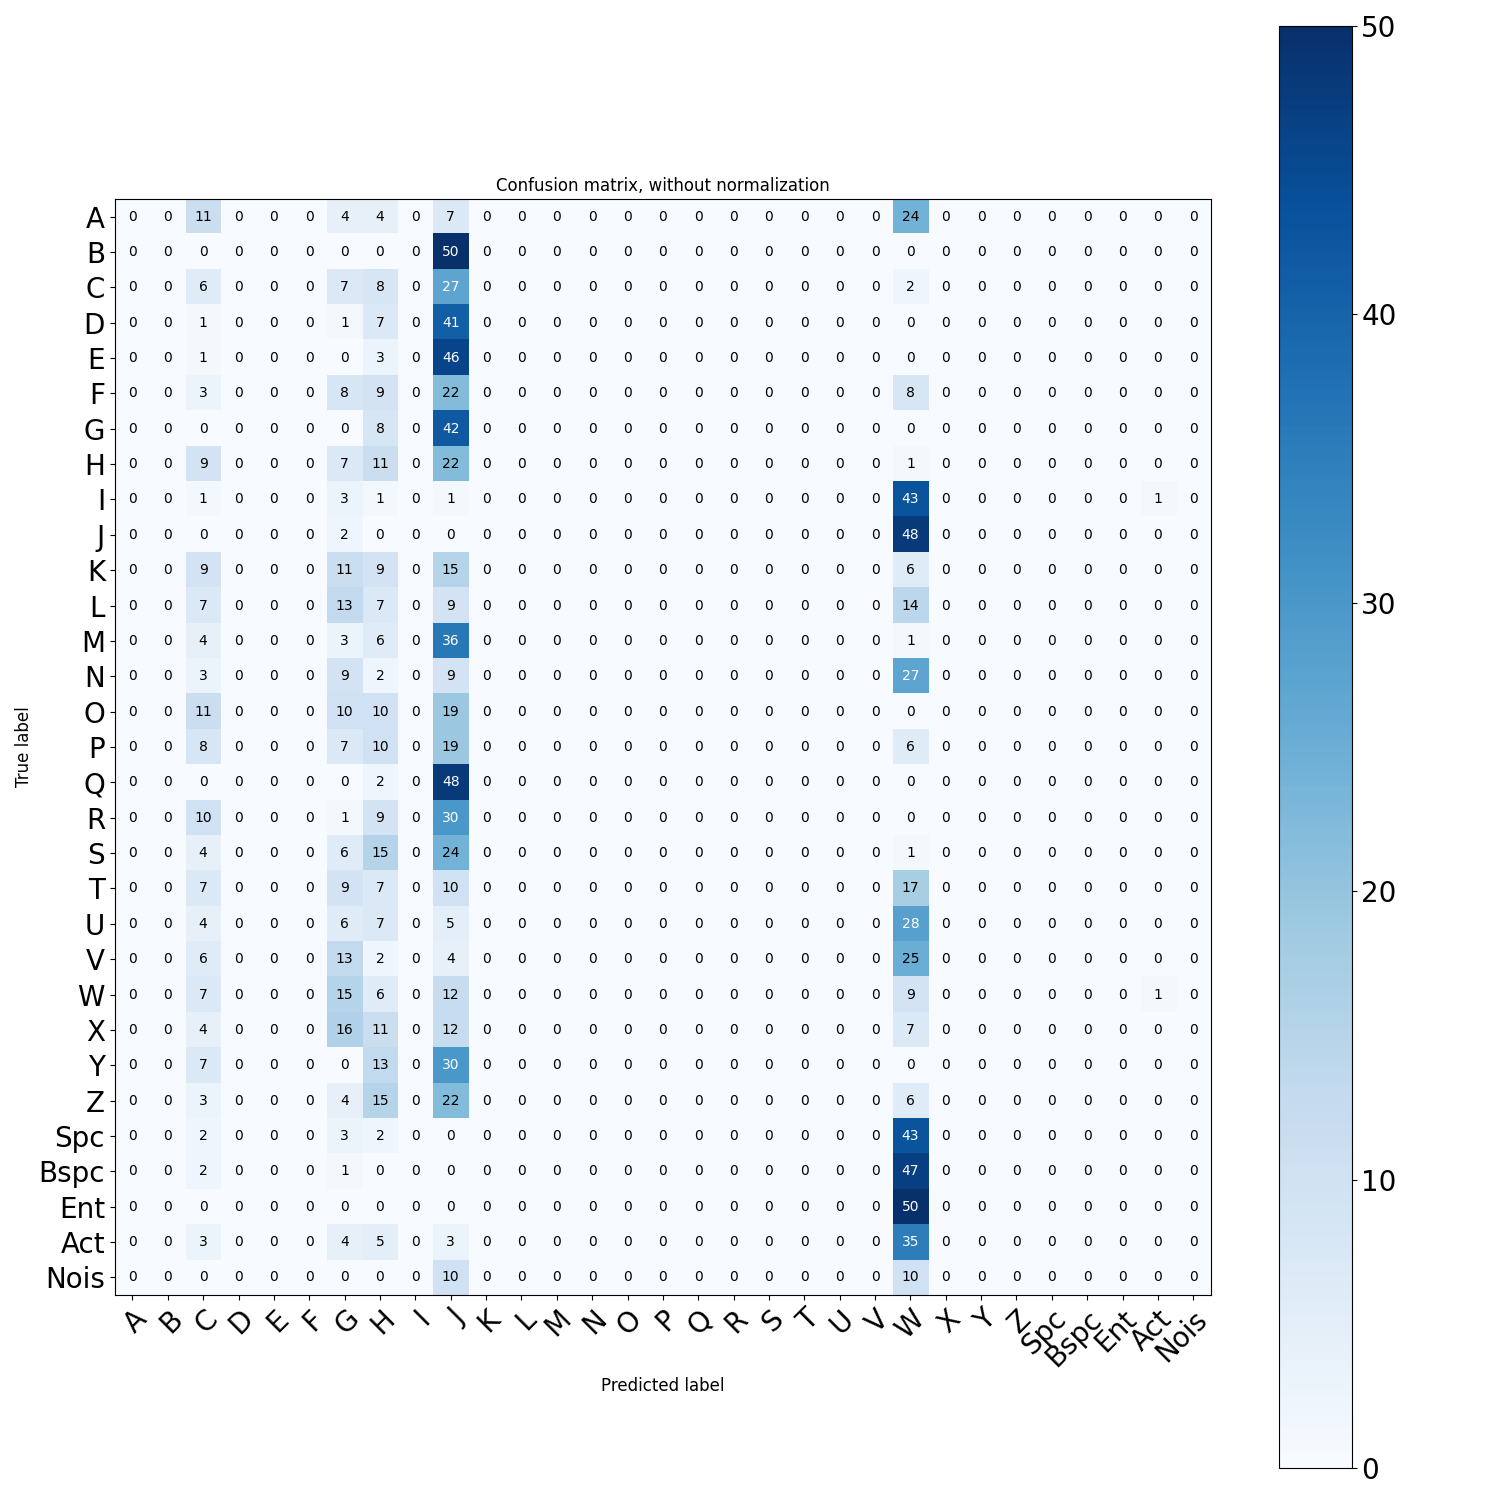 Confusion matrix, without normalization
A 0 0 11 0 0 0 4 4 0 7 0 0 0 0 0 0 0 0 0 0 0 0 24 0 0 0 0 0 0 0 0
B 0 0 0 0 0 0 0 0 0 50 0 0 0 0 0 0 0 0 0 0 0 0 0 0 0 0 0 0 0 0 0
C 0 0 6 0 0 0 7 8 0 27 0 0 0 0 0 0 0 0 0 0 0 0 2 0 0 0 0 0 0 0 0
D 0 0 1 0 0 0 1 7 0 41 0 0 0 0 0 0 0 0 0 0 0 0 0 0 0 0 0 0 0 0 0
E 0 0 1 0 0 0 0 3 0 46 0 0 0 0 0 0 0 0 0 0 0 0 0 0 0 0 0 0 0 0 0
F 0 0 3 0 0 0 8 9 0 22 0 0 0 0 0 0 0 0 0 0 0 0 8 0 0 0 0 0 0 0 0
G 0 0 0 0 0 0 0 8 0 42 0 0 0 0 0 0 0 0 0 0 0 0 0 0 0 0 0 0 0 0 0
H 0 0 9 0 0 0 7 11 0 22 0 0 0 0 0 0 0 0 0 0 0 0 1 0 0 0 0 0 0 0 0
I 0 0 1 0 0 0 3 1 0 1 0 0 0 0 0 0 0 0 0 0 0 0 43 0 0 0 0 0 0 1 0
J 0 0 0 0 0 0 2 0 0 0 0 0 0 0 0 0 0 0 0 0 0 0 48 0 0 0 0 0 0 0 0
K 0 0 9 0 0 0 11 9 0 15 0 0 0 0 0 0 0 0 0 0 0 0 6 0 0 0 0 0 0 0 0
L 0 0 7 0 0 0 13 7 0 9 0 0 0 0 0 0 0 0 0 0 0 0 14 0 0 0 0 0 0 0 0
M 0 0 4 0 0 0 3 6 0 36 0 0 0 0 0 0 0 0 0 0 0 0 1 0 0 0 0 0 0 0 0
N 0 0 3 0 0 0 9 2 0 9 0 0 0 0 0 0 0 0 0 0 0 0 27 0 0 0 0 0 0 0 0
O 0 0 11 0 0 0 10 10 0 19 0 0 0 0 0 0 0 0 0 0 0 0 0 0 0 0 0 0 0 0 0
P 0 0 8 0 0 0 7 10 0 19 0 0 0 0 0 0 0 0 0 0 0 0 6 0 0 0 0 0 0 0 0
Q 0 0 0 0 0 0 0 2 0 48 0 0 0 0 0 0 0 0 0 0 0 0 0 0 0 0 0 0 0 0 0
R 0 0 10 0 0 0 1 9 0 30 0 0 0 0 0 0 0 0 0 0 0 0 0 0 0 0 0 0 0 0 0
S 0 0 4 0 0 0 6 15 0 24 0 0 0 0 0 0 0 0 0 0 0 0 1 0 0 0 0 0 0 0 0
T 0 0 7 0 0 0 9 7 0 10 0 0 0 0 0 0 0 0 0 0 0 0 17 0 0 0 0 0 0 0 0
U 0 0 4 0 0 0 6 7 0 5 0 0 0 0 0 0 0 0 0 0 0 0 28 0 0 0 0 0 0 0 0
V 0 0 6 0 0 0 13 2 0 4 0 0 0 0 0 0 0 0 0 0 0 0 25 0 0 0 0 0 0 0 0
W 0 0 7 0 0 0 15 6 0 12 0 0 0 0 0 0 0 0 0 0 0 0 9 0 0 0 0 0 0 1 0
X 0 0 4 0 0 0 16 11 0 12 0 0 0 0 0 0 0 0 0 0 0 0 7 0 0 0 0 0 0 0 0
Y 0 0 7 0 0 0 0 13 0 30 0 0 0 0 0 0 0 0 0 0 0 0 0 0 0 0 0 0 0 0 0
Z 0 0 3 0 0 0 4 15 0 22 0 0 0 0 0 0 0 0 0 0 0 0 6 0 0 0 0 0 0 0 0
Spc 0 0 2 0 0 0 3 2 0 0 0 0 0 0 0 0 0 0 0 0 0 0 43 0 0 0 0 0 0 0 0
Bspc 0 0 2 0 0 0 1 0 0 0 0 0 0 0 0 0 0 0 0 0 0 0 47 0 0 0 0 0 0 0 0
Ent 0 0 0 0 0 0 0 0 0 0 0 0 0 0 0 0 0 0 0 0 0 0 50 0 0 0 0 0 0 0 0
Act 0 0 3 0 0 0 4 5 0 3 0 0 0 0 0 0 0 0 0 0 0 0 35 0 0 0 0 0 0 0 0
Nois 0 0 0 0 0 0 0 0 0 10 0 0 0 0 0 0 0 0 0 0 0 0 10 0 0 0 0 0 0 0 0
A B C D E F G H I J K L M N O P Q R S T U V W X Y Z Spc Bspc Ent Act Nois
Predicted label
True label
50
40
30
20
10
0